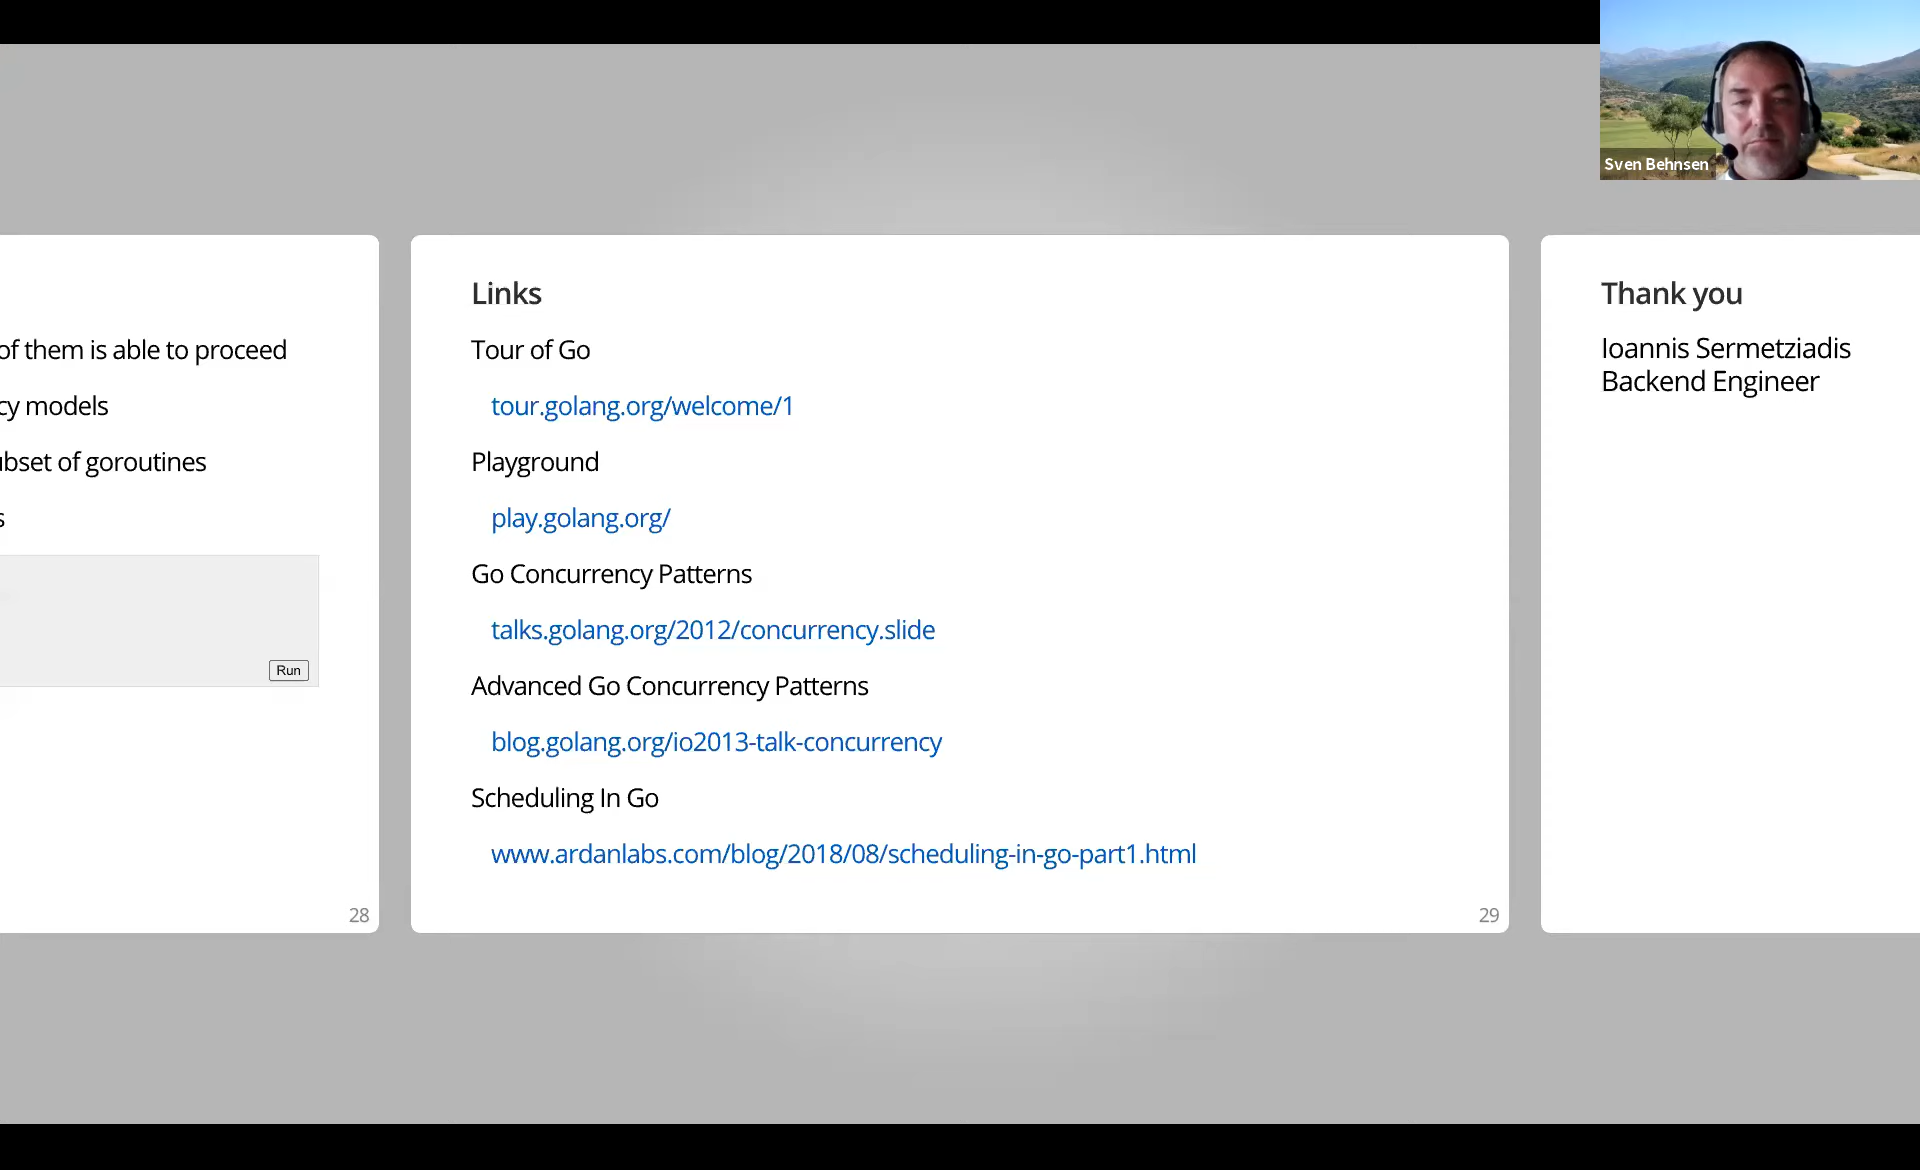 Sven Behnsen
of them is able to proceed
cy models
ubset of goroutines
s
Run
28
Links
Tour of Go
tour.golang.org/welcome/1
Playground
play.golang.org/
Go Concurrency Patterns
talks.golang.org/2012/concurrency.slide
Advanced Go Concurrency Patterns
blog.golang.org/io2013-talk-concurrency
Scheduling In Go
www.ardanlabs.com/blog/2018/08/scheduling-in-go-part1.html
29
Thank you
Ioannis Sermetziadis
Backend Engineer